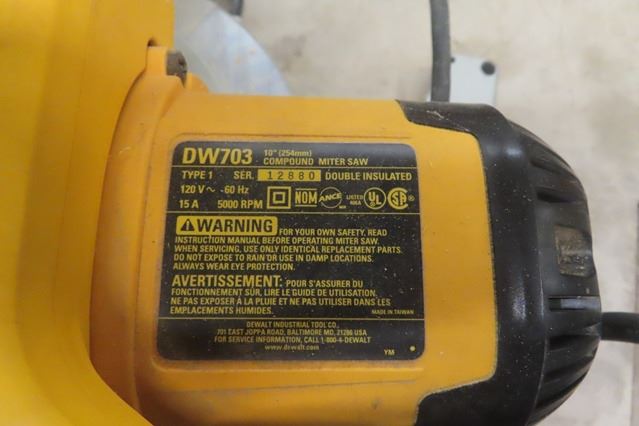 DW703 10" (254mm) COMPOUND MITER SAW
TYPE 1 SER. 12880 DOUBLE INSULATED
120 V ~ - 60 Hz
15 A 5000 RPM NOM ANCE LISTED UL SA
WARNING FOR YOUR OWN SAFETY, READ
INSTRUCTION MANUAL BEFORE OPERATING MITER SAW.
WHEN SERVICING, USE ONLY IDENTICAL REPLACEMENT PARTS.
DO NOT EXPOSE TO RAIN OR USE IN DAMP LOCATIONS.
ALWAYS WEAR EYE PROTECTION.
AVERTISSEMENT: POUR S'ASSURER DU
FONCTIONNEMENT SÛR, LIRE LE GUIDE DE UTILISATION.
NE PAS EXPOSER À LA PLUIE ET NE PAS UTILISER DANS LES
EMPLACEMENTS HUMIDES.
MADE IN TAIWAN
DEWALT INDUSTRIAL TOOL CO.,
701 EAST JOPPA ROAD, BALTIMORE MD, 21286 USA
FOR SERVICE INFORMATION, CALL 1-800-4-DEWALT
www.dewalt.com
YM